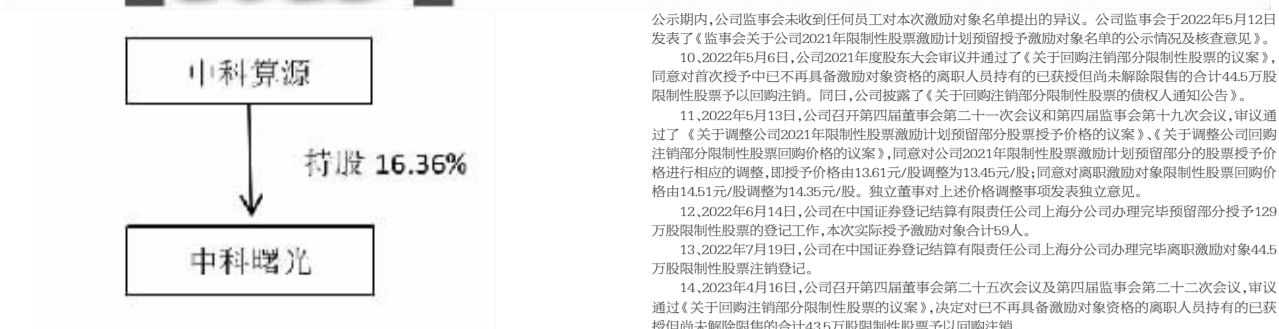 中科算源
持股 16.36%
中科曙光
公示期内,公司监事会未收到任何员工对本次激励对象名单提出的异议。公司监事会于2022年5月12日
发表了《监事会关于公司2021年限制性股票激励计划预留授予激励对象名单的公示情况及核查意见》。
10、2022年5月6日,公司2021年度股东大会审议并通过了《关于回购注销部分限制性股票的议案》,
同意对首次授予中已不再具备激励对象资格的离职人员持有的已获授但尚未解除限售的合计44.5万股
限制性股票予以回购注销。同日,公司披露了《关于回购注销部分限制性股票的债权人通知公告》。
11、2022年5月13日,公司召开第四届董事会第二十一次会议和第四届监事会第十九次会议,审议通
过了《关于调整公司2021年限制性股票激励计划预留部分股票授予价格的议案》、《关于调整公司回购
注销部分限制性股票回购价格的议案》,同意对公司2021年限制性股票激励计划预留部分的股票授予价
格进行相应的调整,即授予价格由13.61元/股调整为13.45元/股;同意对离职激励对象限制性股票回购价
格由14.51元/股调整为14.35元/股。独立董事对上述价格调整事项发表独立意见。
12、2022年6月14日,公司在中国证券登记结算有限责任公司上海分公司办理完毕预留部分授予129
万股限制性股票的登记工作,本次实际授予激励对象合计59人。
13、2022年7月19日,公司在中国证券登记结算有限责任公司上海分公司办理完毕离职激励对象44.5
万股限制性股票注销登记。
14、2023年4月16日,公司召开第四届董事会第二十五次会议及第四届监事会第二十二次会议,审议
通过《关于回购注销部分限制性股票的议案》,决定对已不再具备激励对象资格的离职人员持有的已获
授但尚未解除限售的合计43.5万股限制性股票予以回购注销